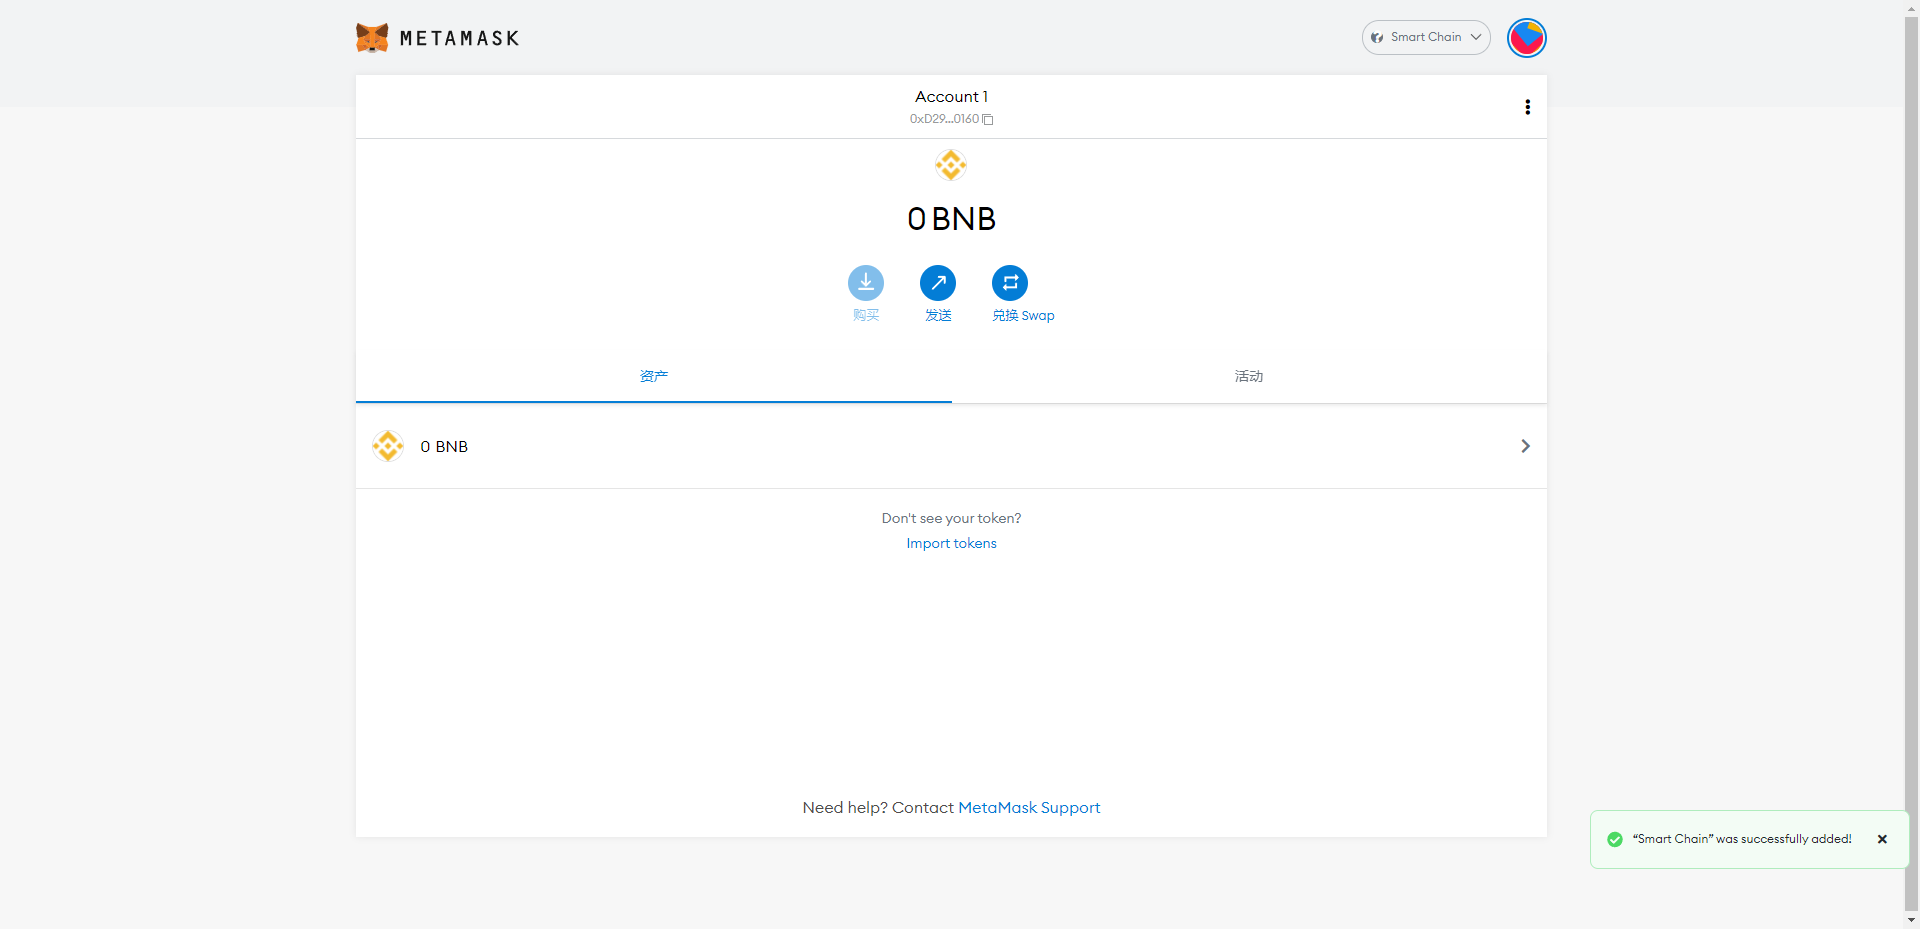 METAMASK
Smart Chain
Account 1
0xD29...0160
0 BNB
购买
发送
兑换 Swap
资产
活动
0 BNB
Don't see your token?
Import tokens
Need help? Contact MetaMask Support
“Smart Chain” was successfully added!